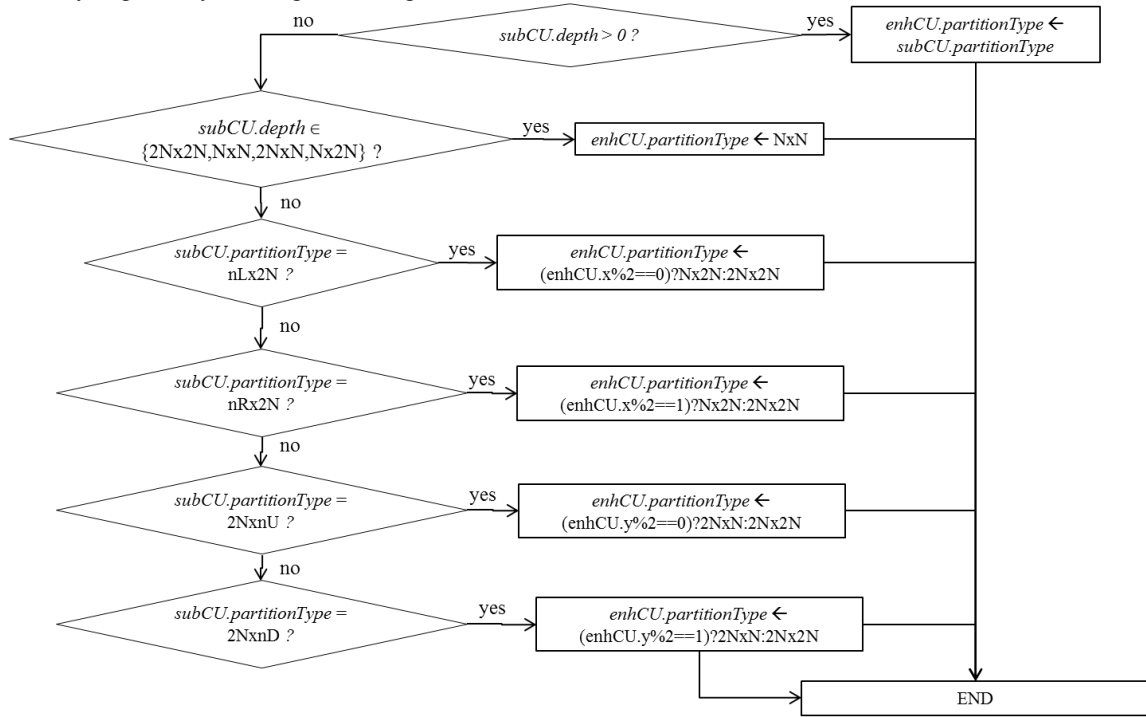 no
subCU.depth > 0 ?
yes
enhCU.partitionType ←
subCU.partitionType
subCU.depth ∈
{2Nx2N,NxN,2NxN,Nx2N} ?
yes
enhCU.partitionType ← NxN
no
subCU.partitionType =
nLx2N ?
yes
enhCU.partitionType ←
(enhCU.x%2==0)?Nx2N:2Nx2N
no
subCU.partitionType =
nRx2N ?
yes
enhCU.partitionType ←
(enhCU.x%2==1)?Nx2N:2Nx2N
no
subCU.partitionType =
2NxnU ?
yes
enhCU.partitionType ←
(enhCU.y%2==0)?2NxN:2Nx2N
no
subCU.partitionType =
2NxnD ?
yes
enhCU.partitionType ←
(enhCU.y%2==1)?2NxN:2Nx2N
END